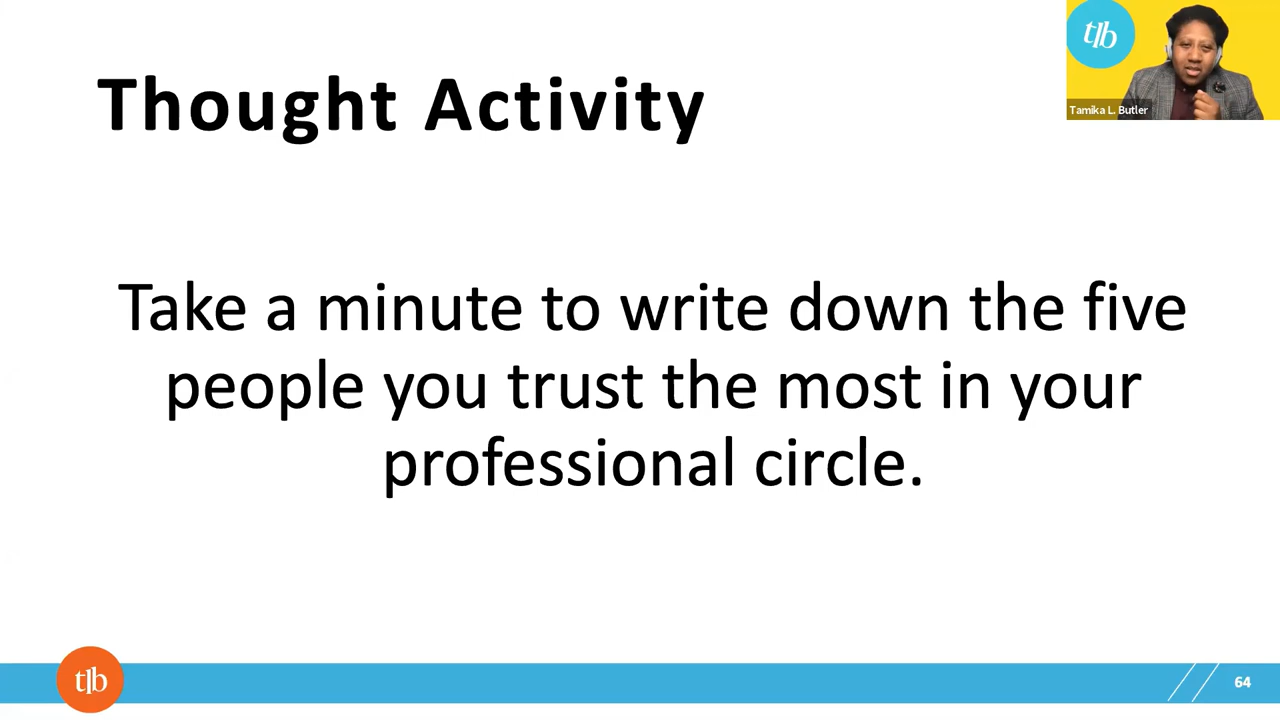 Thought Activity
tlb
Tamika L. Butler
Take a minute to write down the five
people you trust the most in your
professional circle.
tlb
64